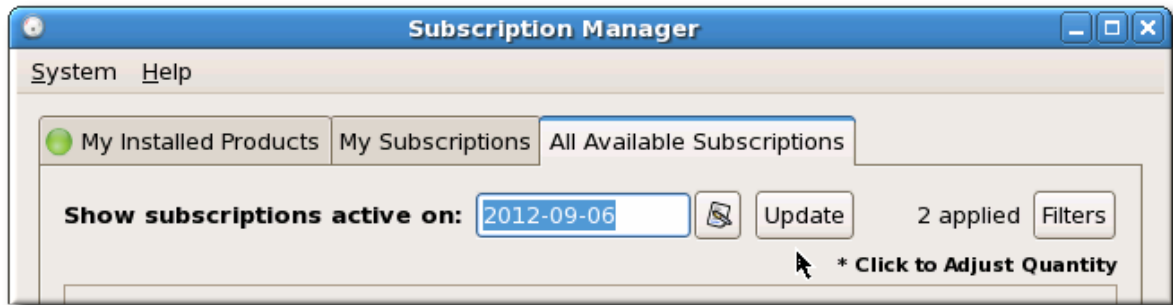 Subscription Manager
System Help
My Installed Products My Subscriptions All Available Subscriptions
Show subscriptions active on: 2012-09-06 Update 2 applied Filters
* Click to Adjust Quantity